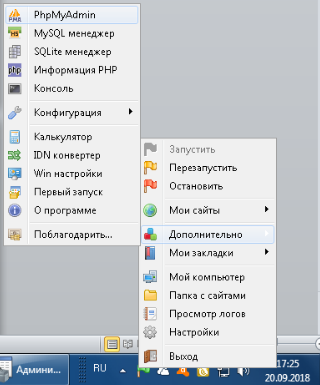 PhpMyAdmin
MySQL менеджер
SQLite менеджер
Информация PHP
Консоль
Конфигурация
Калькулятор
IDN конвертер
Win настройки
Первый запуск
О программе
Поблагодарить...
Запустить
Перезапустить
Остановить
Мои сайты
Дополнительно
Мои закладки
Мой компьютер
Папка с сайтами
Просмотр логов
Настройки
Выход
Админи...
RU
17:25
20.09.2018